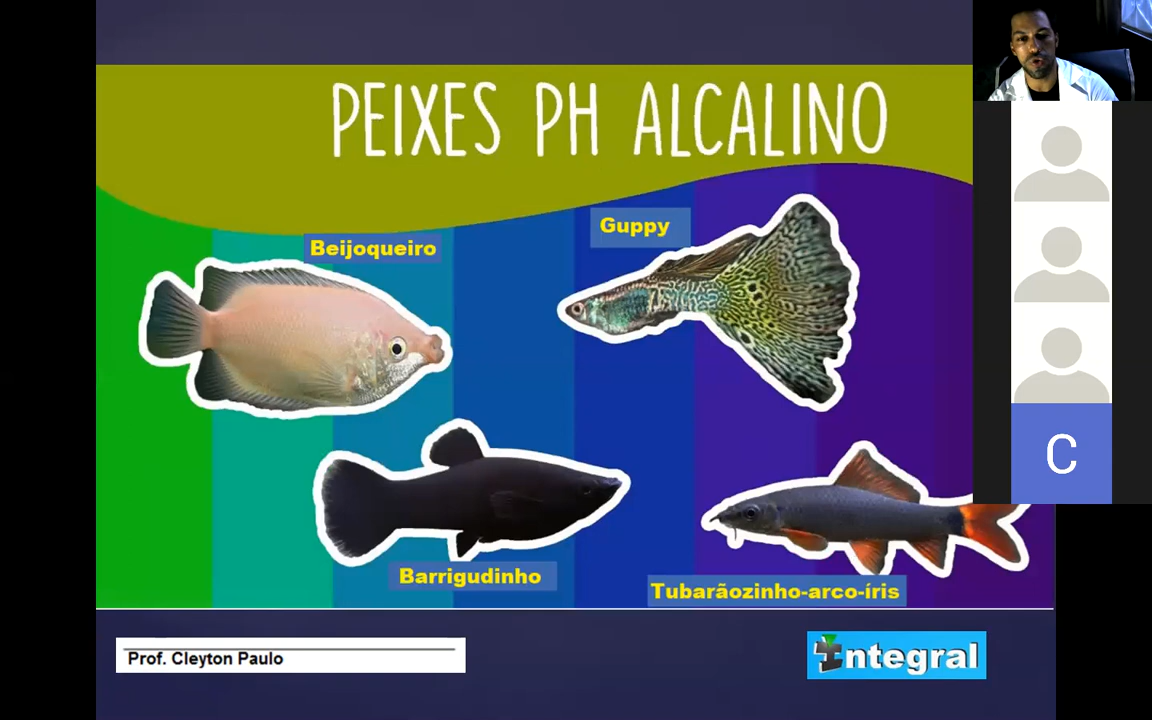 PEIXES PH ALCALINO
Beijoqueiro
Guppy
Barrigudinho
Tubarãozinho-arco-íris
Prof. Cleyton Paulo
Integral
C